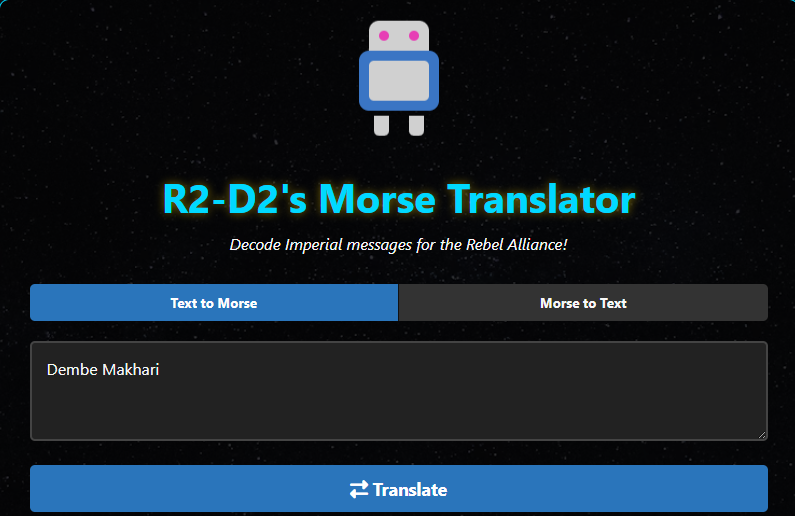 R2-D2's Morse Translator
Decode Imperial messages for the Rebel Alliance!
Text to Morse
Morse to Text
Dembe Makhari
Translate